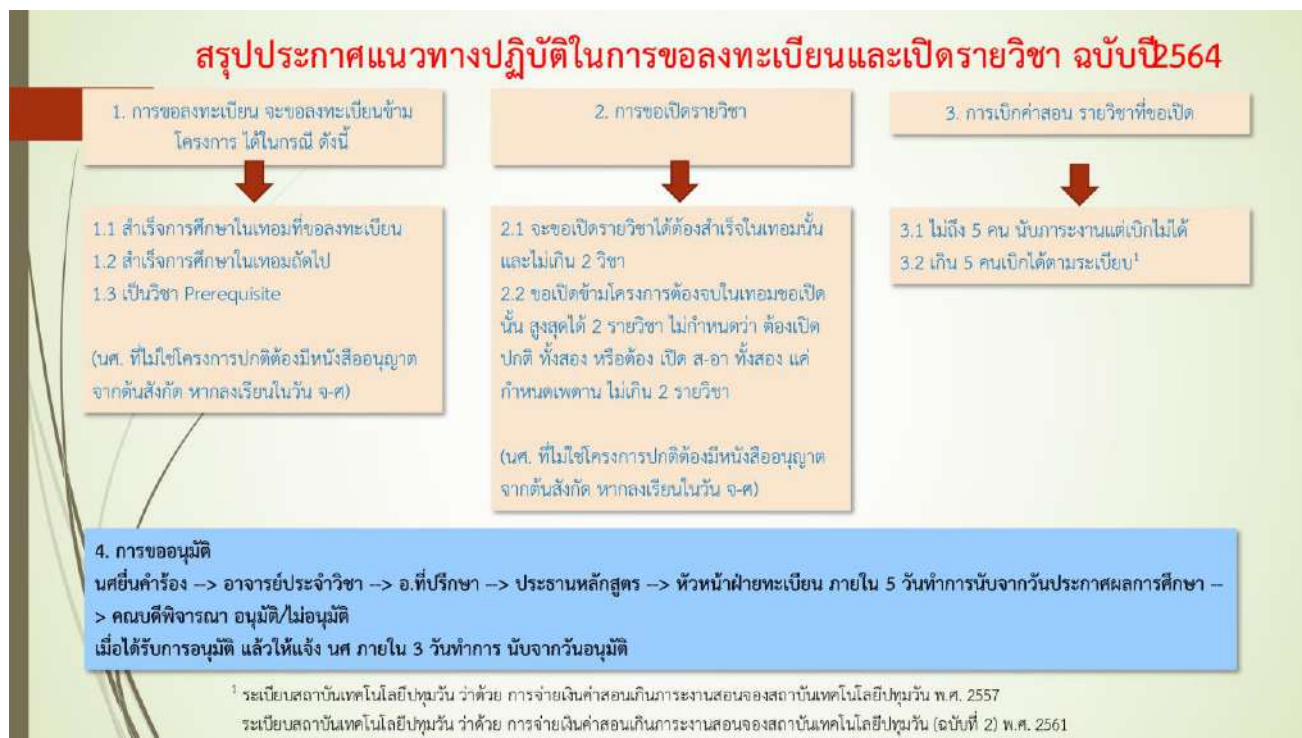 สรุปประกาศแนวทางปฏิบัติในการขอลงทะเบียนและเปิดรายวิชา ฉบับปี2564
1. การขอลงทะเบียน จะขอลงทะเบียนข้าม
โครงการ ได้ในกรณี ดังนี้
1.1 สำเร็จการศึกษาในเทอมที่ขอลงทะเบียน
1.2 สำเร็จการศึกษาในเทอมถัดไป
1.3 เป็นวิชา Prerequisite
(นศ. ที่ไม่ใช่โครงการปกติต้องมีหนังสืออนุญาต
จากต้นสังกัด หากลงเรียนในวัน จ-ศ)
2. การขอเปิดรายวิชา
2.1 จะขอเปิดรายวิชาได้ต้องสำเร็จในเทอมนั้น
และไม่เกิน 2 วิชา
2.2 ขอเปิดข้ามโครงการต้องจบในเทอมขอเปิด
นั้น สูงสุดได้ 2 รายวิชา ไม่กำหนดว่า ต้องเปิด
ปกติ ทั้งสอง หรือต้อง เปิด ส-อา ทั้งสอง แค่
กำหนดเพดาน ไม่เกิน 2 รายวิชา
(นศ. ที่ไม่ใช่โครงการปกติต้องมีหนังสืออนุญาต
จากต้นสังกัด หากลงเรียนในวัน จ-ศ)
3. การเบิกค่าสอน รายวิชาที่ขอเปิด
3.1 ไม่ถึง 5 คน นับภาระงานแต่เบิกไม่ได้
3.2 เกิน 5 คนเบิกได้ตามระเบียบ¹
4. การขออนุมัติ
นศยื่นคำร้อง --> อาจารย์ประจำวิชา --> อ.ที่ปรึกษา --> ประธานหลักสูตร --> หัวหน้าฝ่ายทะเบียน ภายใน 5 วันทำการนับจากวันประกาศผลการศึกษา --
> คณบดีพิจารณา อนุมัติ/ไม่อนุมัติ
เมื่อได้รับการอนุมัติ แล้วให้แจ้ง นศ ภายใน 3 วันทำการ นับจากวันอนุมัติ
¹ ระเบียบสถาบันเทคโนโลยีปทุมวัน ว่าด้วย การจ่ายเงินค่าสอนเกินภาระงานสอนของสถาบันเทคโนโลยีปทุมวัน พ.ศ. 2557
ระเบียบสถาบันเทคโนโลยีปทุมวัน ว่าด้วย การจ่ายเงินค่าสอนเกินภาระงานสอนของสถาบันเทคโนโลยีปทุมวัน (ฉบับที่ 2) พ.ศ. 2561